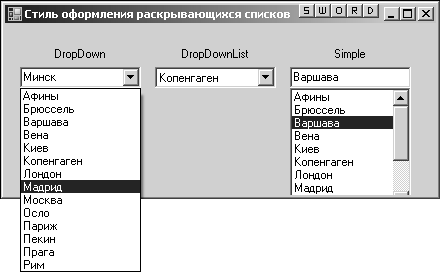 Стиль оформления раскрывающихся списков SWORD
DropDown DropDownList Simple
Минск Копенгаген Варшава
Афины
Брюссель
Варшава
Вена
Киев
Копенгаген
Лондон
Мадрид
Москва
Осло
Париж
Пекин
Прага
Рим
Афины
Брюссель
Варшава
Вена
Киев
Копенгаген
Лондон
Мадрид